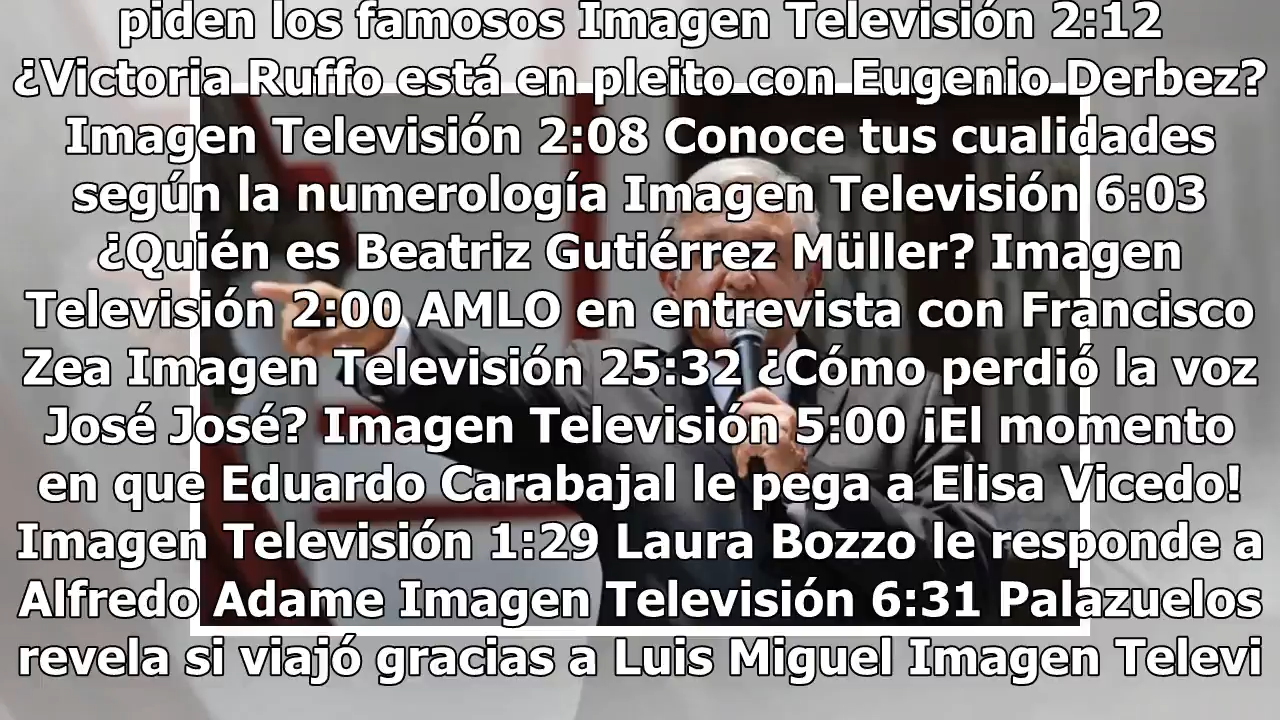 piden los famosos Imagen Televisión 2:12
¿Victoria Ruffo está en pleito con Eugenio Derbez?
Imagen Televisión 2:08 Conoce tus cualidades
según la numerología Imagen Televisión 6:03
¿Quién es Beatriz Gutiérrez Müller? Imagen
Televisión 2:00 AMLO en entrevista con Francisco
Zea Imagen Televisión 25:32 ¿Cómo perdió la voz
José José? Imagen Televisión 5:00 ¡El momento
en que Eduardo Carabajal le pega a Elisa Vicedo!
Imagen Televisión 1:29 Laura Bozzo le responde a
Alfredo Adame Imagen Televisión 6:31 Palazuelos
revela si viajó gracias a Luis Miguel Imagen Televi